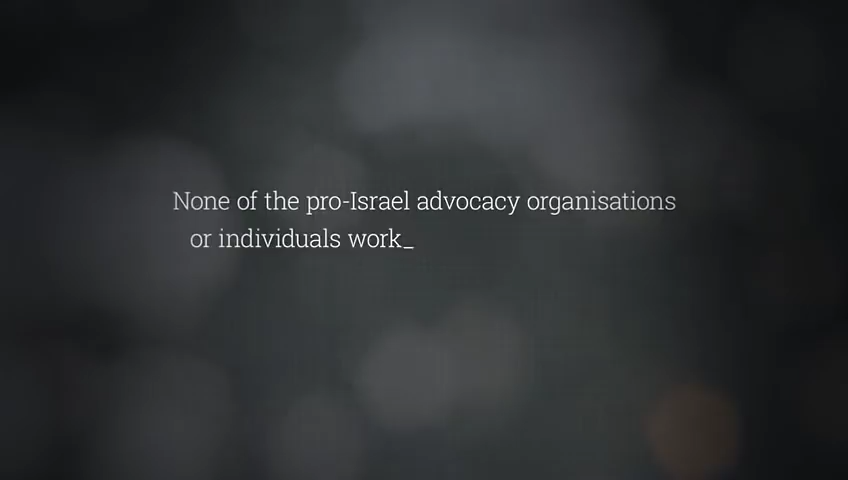 None of the pro-Israel advocacy organisations
or individuals work_